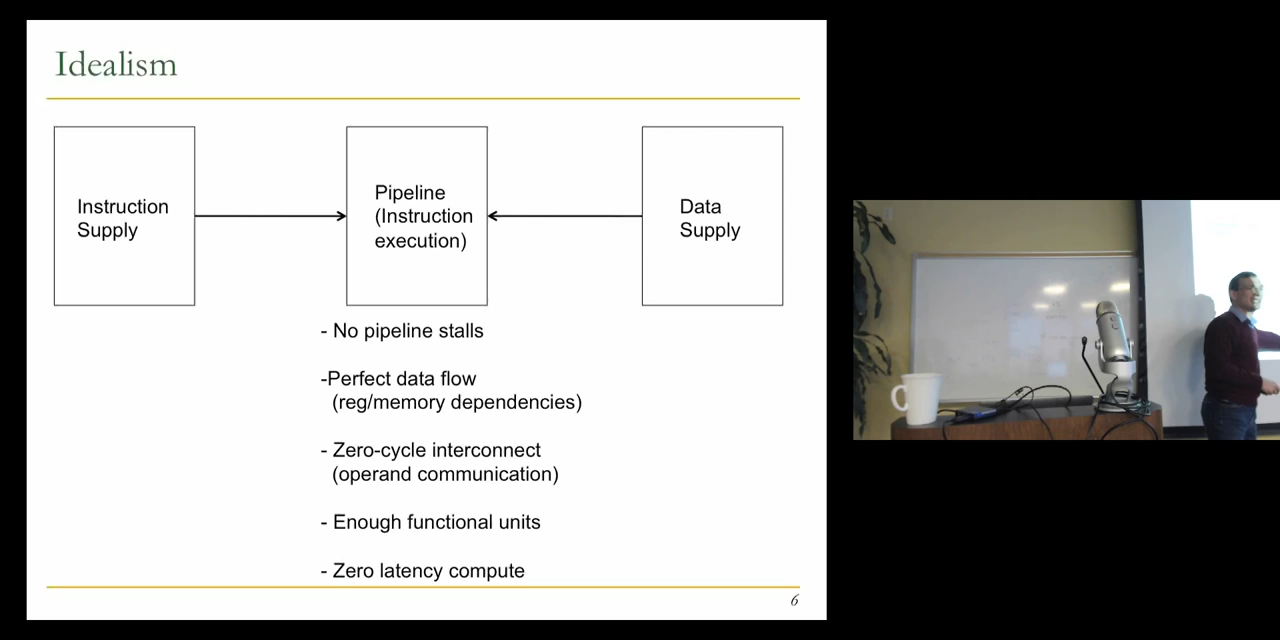 Idealism
Instruction
Supply
Pipeline
(Instruction
execution)
Data
Supply
- No pipeline stalls
-Perfect data flow
(reg/memory dependencies)
- Zero-cycle interconnect
(operand communication)
- Enough functional units
- Zero latency compute
6